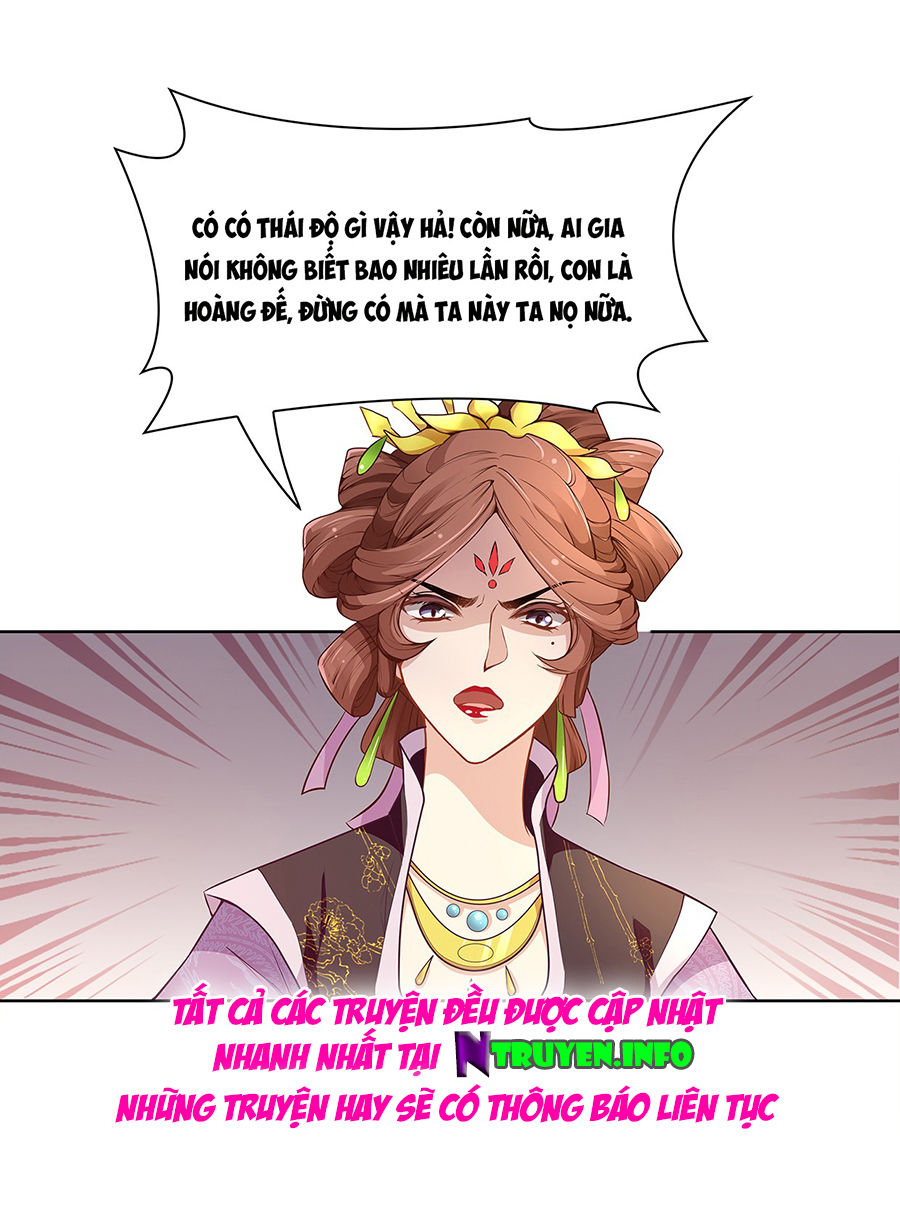 CÓ CÓ THÁI ĐỘ GÌ VẬY HẢ! CÒN NỮA, AI GIA
NÓI KHÔNG BIẾT BAO NHIÊU LẦN RỒI, CON LÀ
HOÀNG ĐẾ, ĐỪNG CÓ MÀ TA NÀY TA NỌ NỮA.
TẤT CẢ CÁC TRUYỆN ĐỀU ĐƯỢC CẬP NHẬT
NHANH NHẤT TẠI NTRUYEN.INFO
NHỮNG TRUYỆN HAY SẼ CÓ THÔNG BÁO LIÊN TỤC